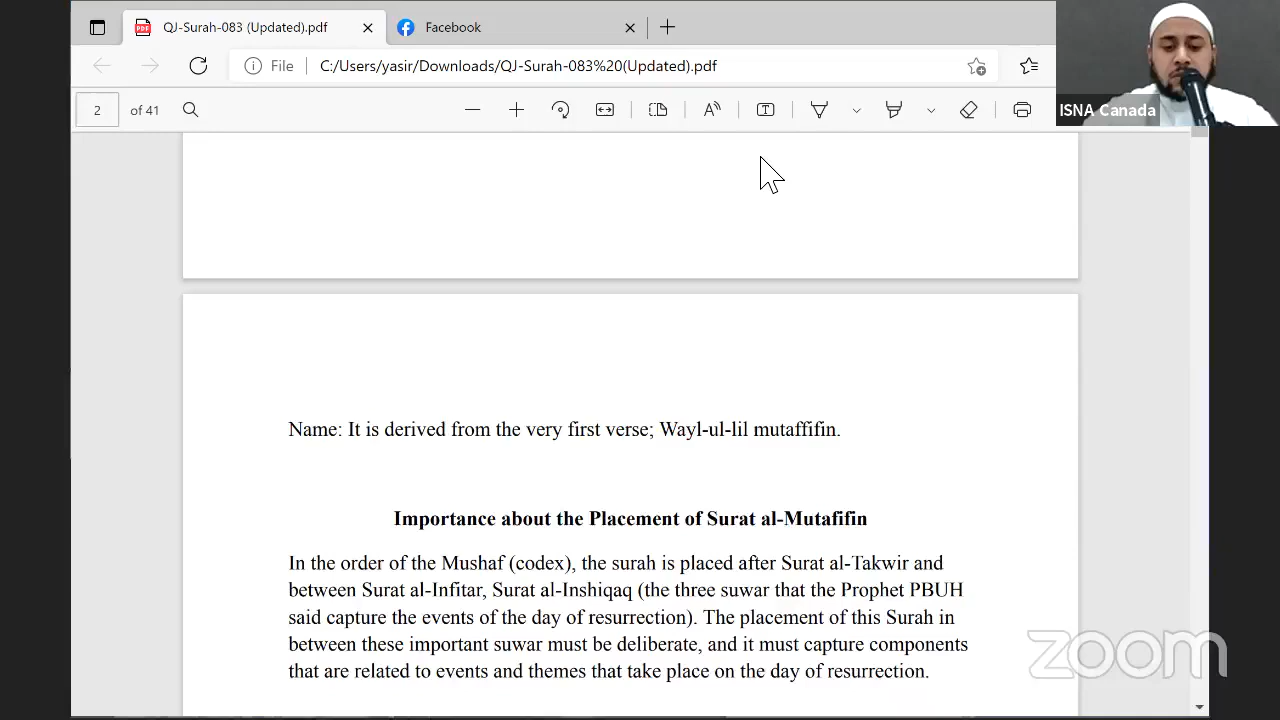 QJ-Surah-083 (Updated).pdf
Facebook
File
C:/Users/yasir/Downloads/QJ-Surah-083%20(Updated).pdf
2 of 41
ISNA Canada
Name: It is derived from the very first verse; Wayl-ul-lil mutaffifin.
Importance about the Placement of Surat al-Mutafifin
In the order of the Mushaf (codex), the surah is placed after Surat al-Takwir and
between Surat al-Infitar, Surat al-Inshiqaq (the three suwar that the Prophet PBUH
said capture the events of the day of resurrection). The placement of this Surah in
between these important suwar must be deliberate, and it must capture components
that are related to events and themes that take place on the day of resurrection.
zoom